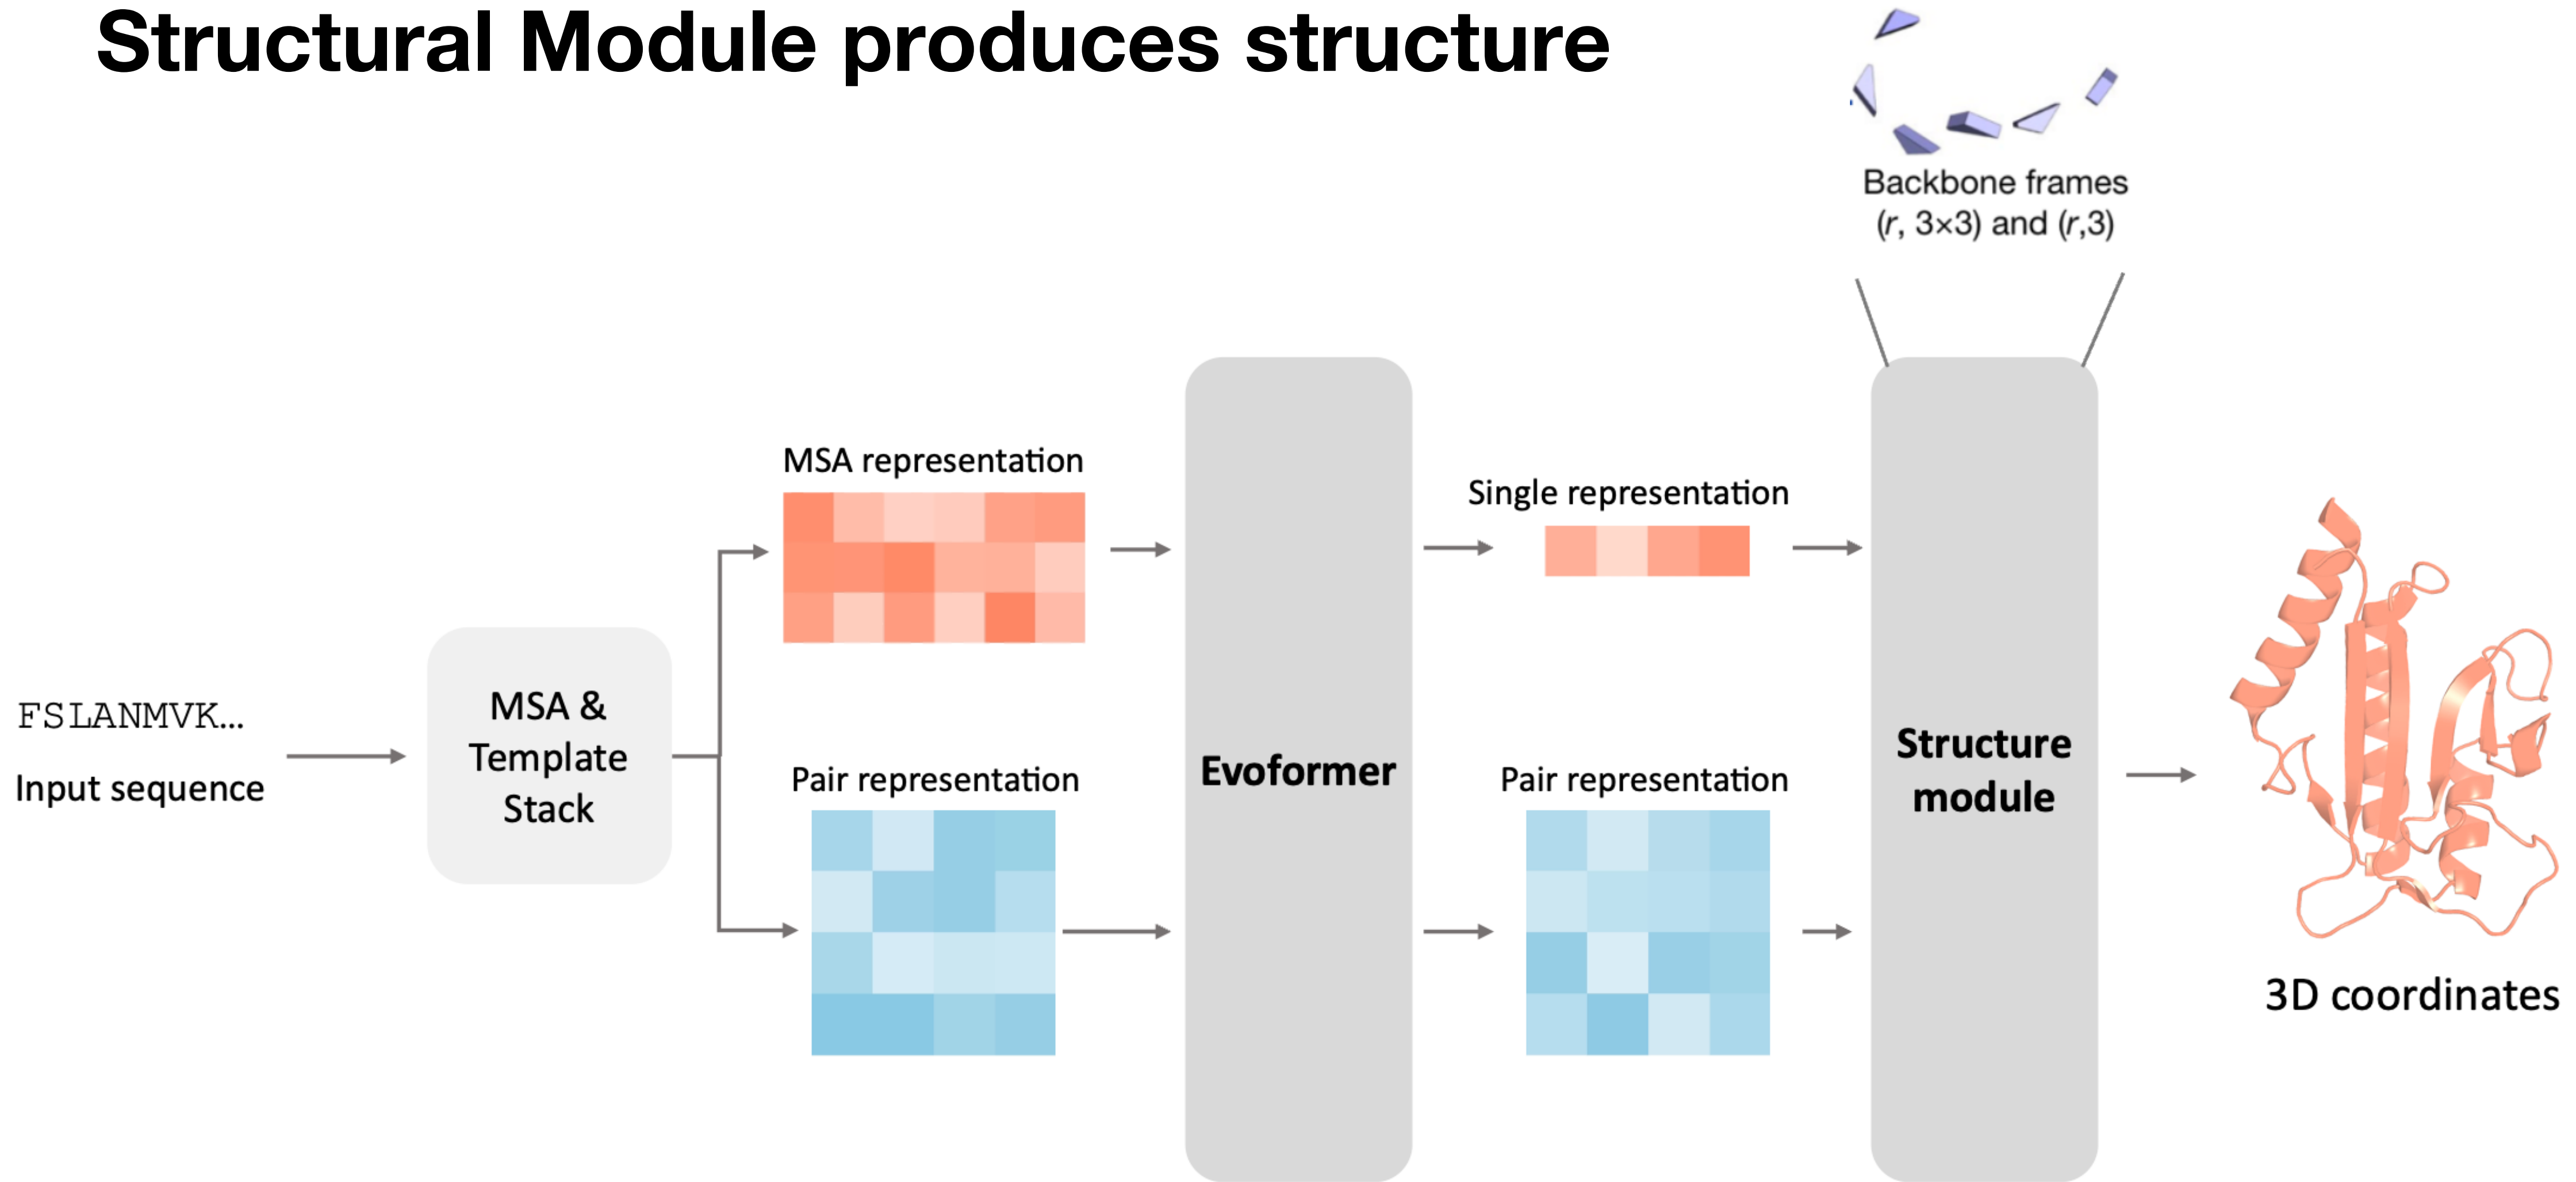 Structural Module produces structure
Backbone frames
(r, 3×3) and (r,3)
MSA representation
Single representation
FSLANMVK...
Input sequence
MSA &
Template
Stack
Pair representation
Evoformer
Pair representation
Structure
module
3D coordinates